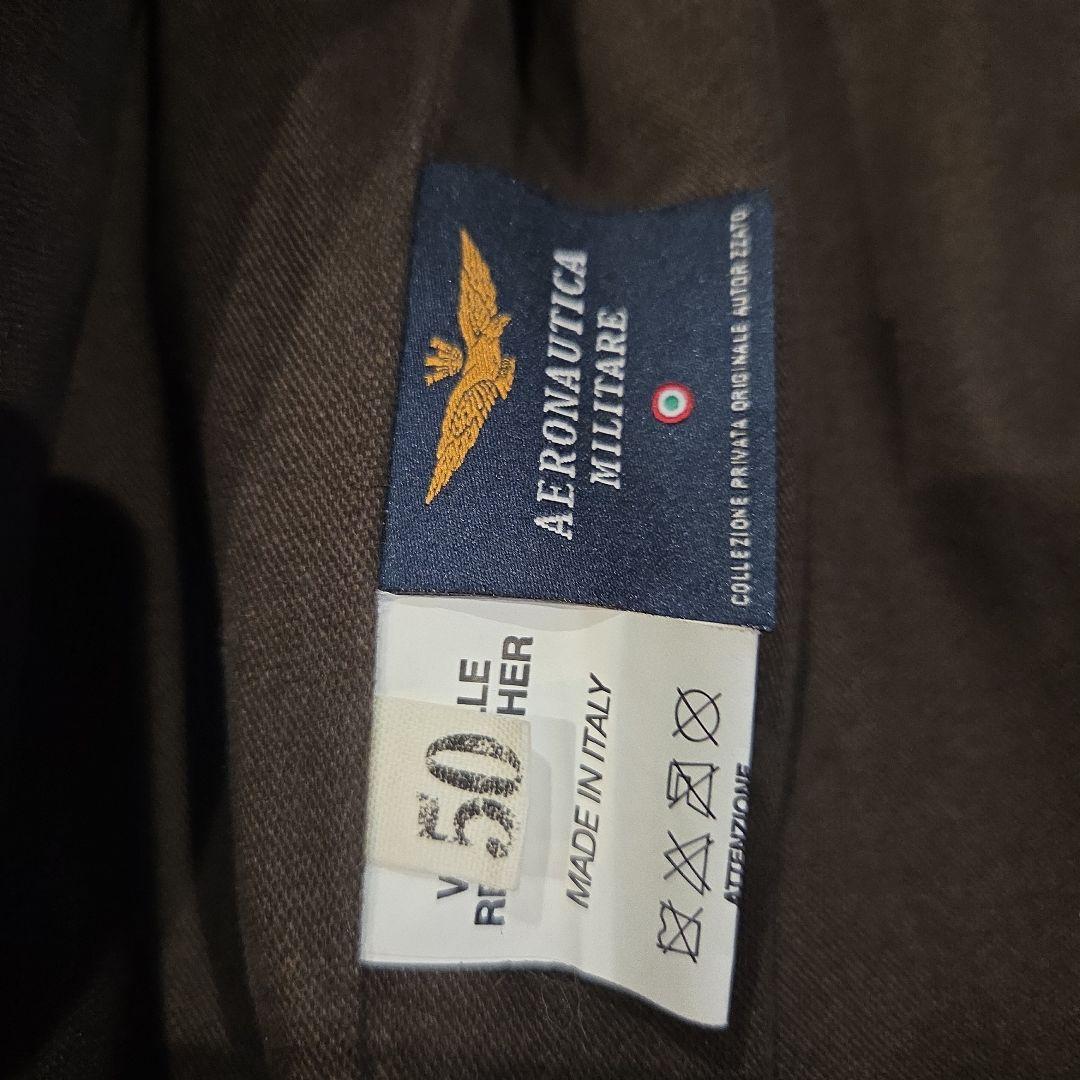 AERONAUTICA
MILITARE
COLLEZIONE PRIVATA ORIGINALE AUTORIZZATO
50
MADE IN ITALY
ATTENZIONE